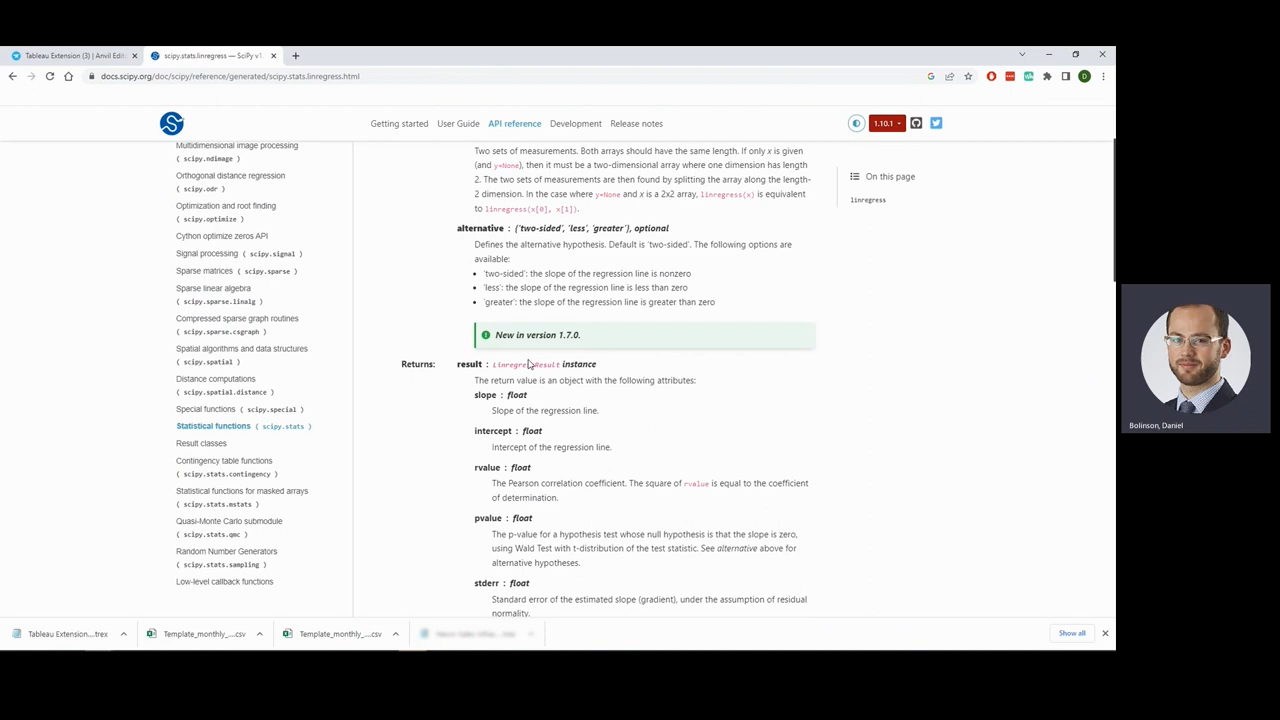 Tableau Extension (3) | Anvil Edit
scipy.stats.linregress — SciPy v1
docs.scipy.org/doc/scipy/reference/generated/scipy.stats.linregress.html
D
Getting started
User Guide
API reference
Development
Release notes
1.10.1
Multidimensional image processing
( scipy.ndimage )
Orthogonal distance regression
( scipy.odr )
Optimization and root finding
( scipy.optimize )
Cython optimize zeros API
Signal processing ( scipy.signal )
Sparse matrices ( scipy.sparse )
Sparse linear algebra
( scipy.sparse.linalg )
Compressed sparse graph routines
( scipy.sparse.csgraph )
Spatial algorithms and data structures
( scipy.spatial )
Distance computations
( scipy.spatial.distance )
Special functions ( scipy.special )
Statistical functions ( scipy.stats )
Result classes
Contingency table functions
( scipy.stats.contingency )
Statistical functions for masked arrays
( scipy.stats.mstats )
Quasi-Monte Carlo submodule
( scipy.stats.qmc )
Random Number Generators
( scipy.stats.sampling )
Low-level callback functions
Two sets of measurements. Both arrays should have the same length. If only x is given
(and y=None), then it must be a two-dimensional array where one dimension has length
2. The two sets of measurements are then found by splitting the array along the length-
2 dimension. In the case where y=None and x is a 2x2 array, linregress(x) is equivalent
to linregress(x[0], x[1]).
alternative : {'two-sided', 'less', 'greater'}, optional
Defines the alternative hypothesis. Default is 'two-sided'. The following options are
available:
• 'two-sided': the slope of the regression line is nonzero
• 'less': the slope of the regression line is less than zero
• 'greater': the slope of the regression line is greater than zero
New in version 1.7.0.
Returns:
result : LinregressResult instance
The return value is an object with the following attributes:
slope : float
Slope of the regression line.
intercept : float
Intercept of the regression line.
rvalue : float
The Pearson correlation coefficient. The square of rvalue is equal to the coefficient
of determination.
pvalue : float
The p-value for a hypothesis test whose null hypothesis is that the slope is zero,
using Wald Test with t-distribution of the test statistic. See alternative above for
alternative hypotheses.
stderr : float
Standard error of the estimated slope (gradient), under the assumption of residual
normality.
On this page
linregress
Tableau Extension....trex
Template_monthly_....csv
Template_monthly_....csv
Show all
Bolinson, Daniel